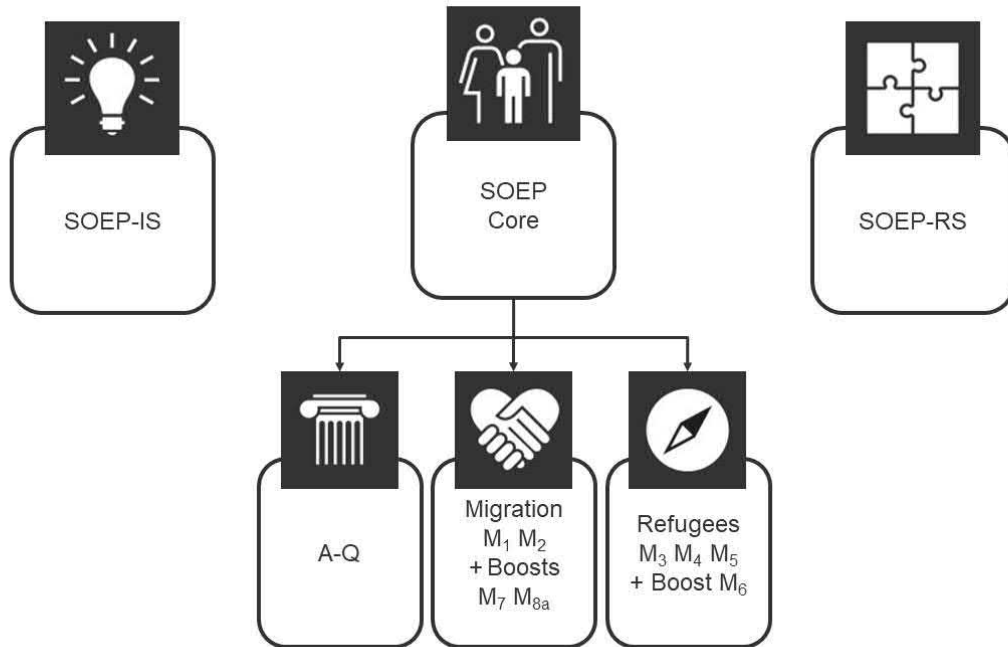 SOEP-IS
SOEP
Core
SOEP-RS
A-Q
Migration
M₁ M₂
+ Boosts
M₇ M₈ₐ
Refugees
M₃ M₄ M₅
+ Boost M₆